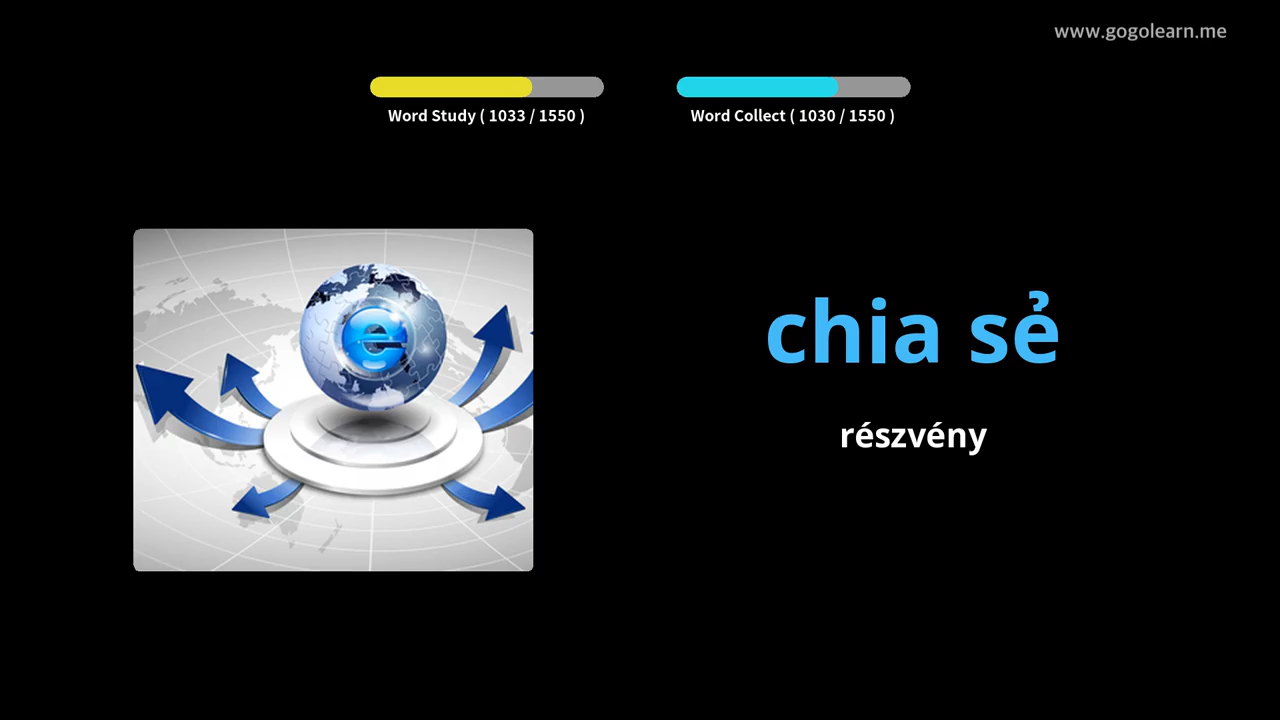 www.gogolearn.me
Word Study ( 1033 / 1550 )
Word Collect ( 1030 / 1550 )
e
chia sẻ
részvény